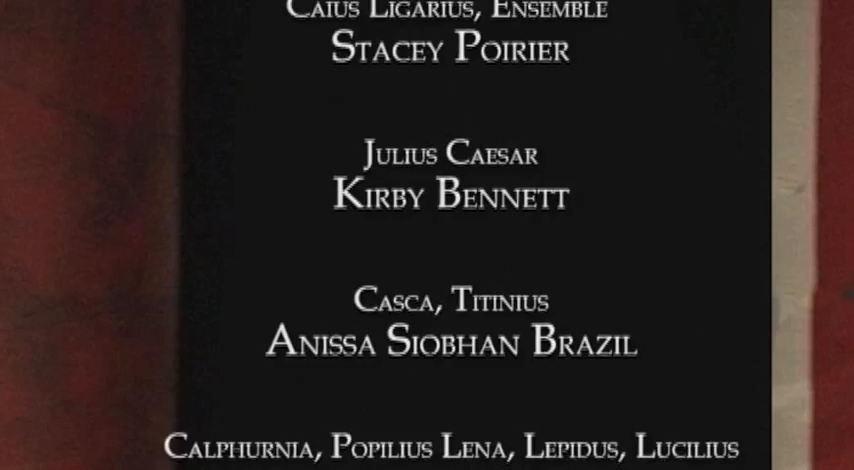 Caius Ligarius, Ensemble
Stacey Poirier
Julius Caesar
Kirby Bennett
Casca, Titinius
Anissa Siobhan Brazil
Calphurnia, Popilius Lena, Lepidus, Lucilius